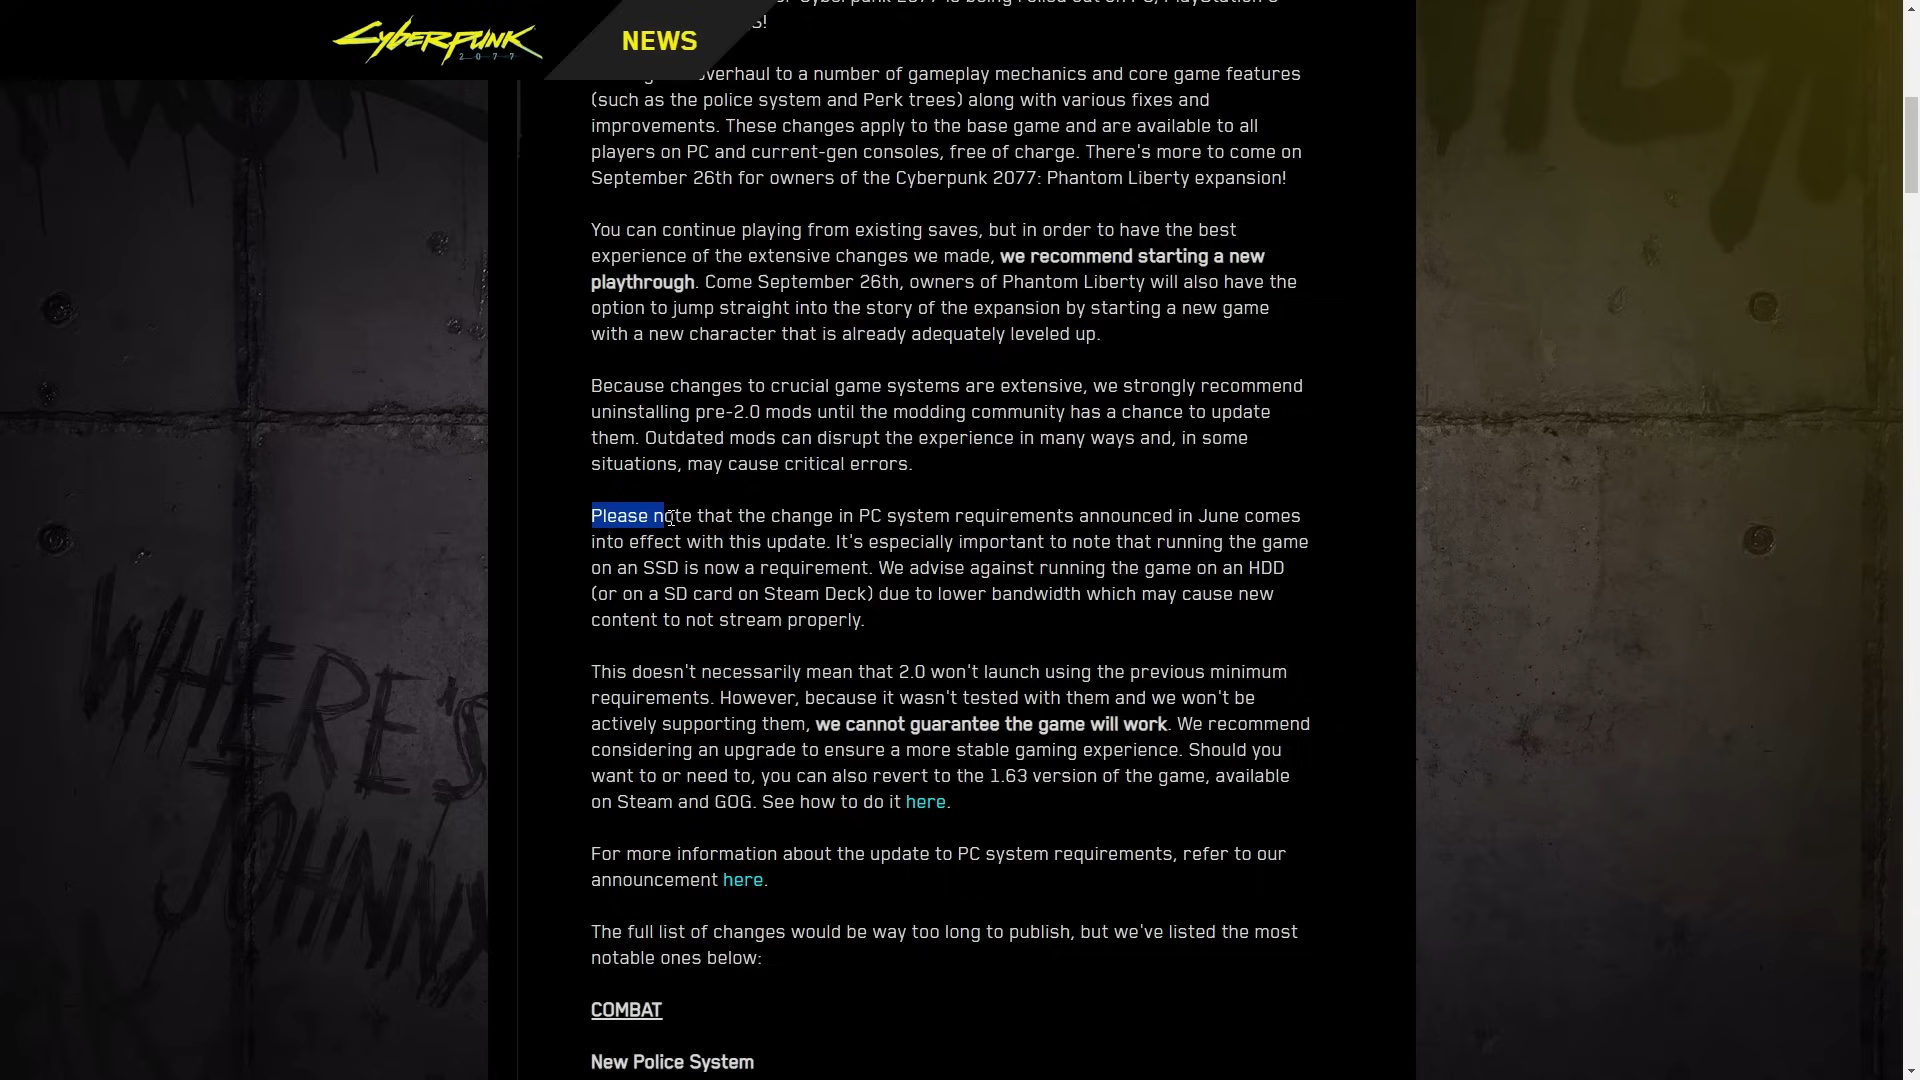 CYBERPUNK
2077
NEWS
s!
overhaul to a number of gameplay mechanics and core game features
(such as the police system and Perk trees) along with various fixes and
improvements. These changes apply to the base game and are available to all
players on PC and current-gen consoles, free of charge. There's more to come on
September 26th for owners of the Cyberpunk 2077: Phantom Liberty expansion!
You can continue playing from existing saves, but in order to have the best
experience of the extensive changes we made, we recommend starting a new
playthrough. Come September 26th, owners of Phantom Liberty will also have the
option to jump straight into the story of the expansion by starting a new game
with a new character that is already adequately leveled up.
Because changes to crucial game systems are extensive, we strongly recommend
uninstalling pre-2.0 mods until the modding community has a chance to update
them. Outdated mods can disrupt the experience in many ways and, in some
situations, may cause critical errors.
Please note that the change in PC system requirements announced in June comes
into effect with this update. It's especially important to note that running the game
on an SSD is now a requirement. We advise against running the game on an HDD
(or on a SD card on Steam Deck) due to lower bandwidth which may cause new
content to not stream properly.
This doesn't necessarily mean that 2.0 won't launch using the previous minimum
requirements. However, because it wasn't tested with them and we won't be
actively supporting them, we cannot guarantee the game will work. We recommend
considering an upgrade to ensure a more stable gaming experience. Should you
want to or need to, you can also revert to the 1.63 version of the game, available
on Steam and GOG. See how to do it here.
For more information about the update to PC system requirements, refer to our
announcement here.
The full list of changes would be way too long to publish, but we've listed the most
notable ones below:
COMBAT
New Police System
WHERE'S
JOHNNY